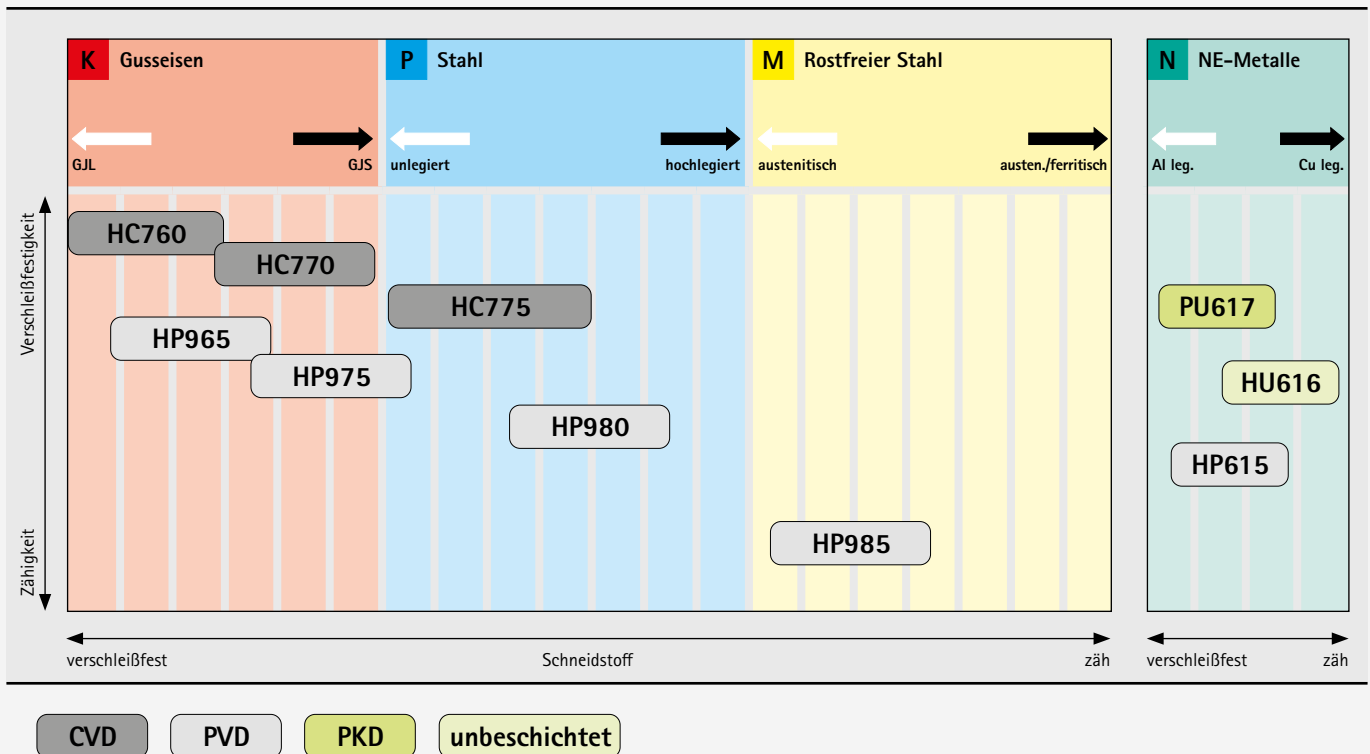 K Gusseisen
P Stahl
M Rostfreier Stahl
N NE-Metalle
GJL
GJS
unlegiert
hochlegiert
austenitisch
austen./ferritisch
Al leg.
Cu leg.
Verschleißfestigkeit
Zähigkeit
HC760
HC770
HC775
HP965
HP975
HP980
HP985
PU617
HU616
HP615
verschleißfest
Schneidstoff
zäh
verschleißfest
zäh
CVD
PVD
PKD
unbeschichtet